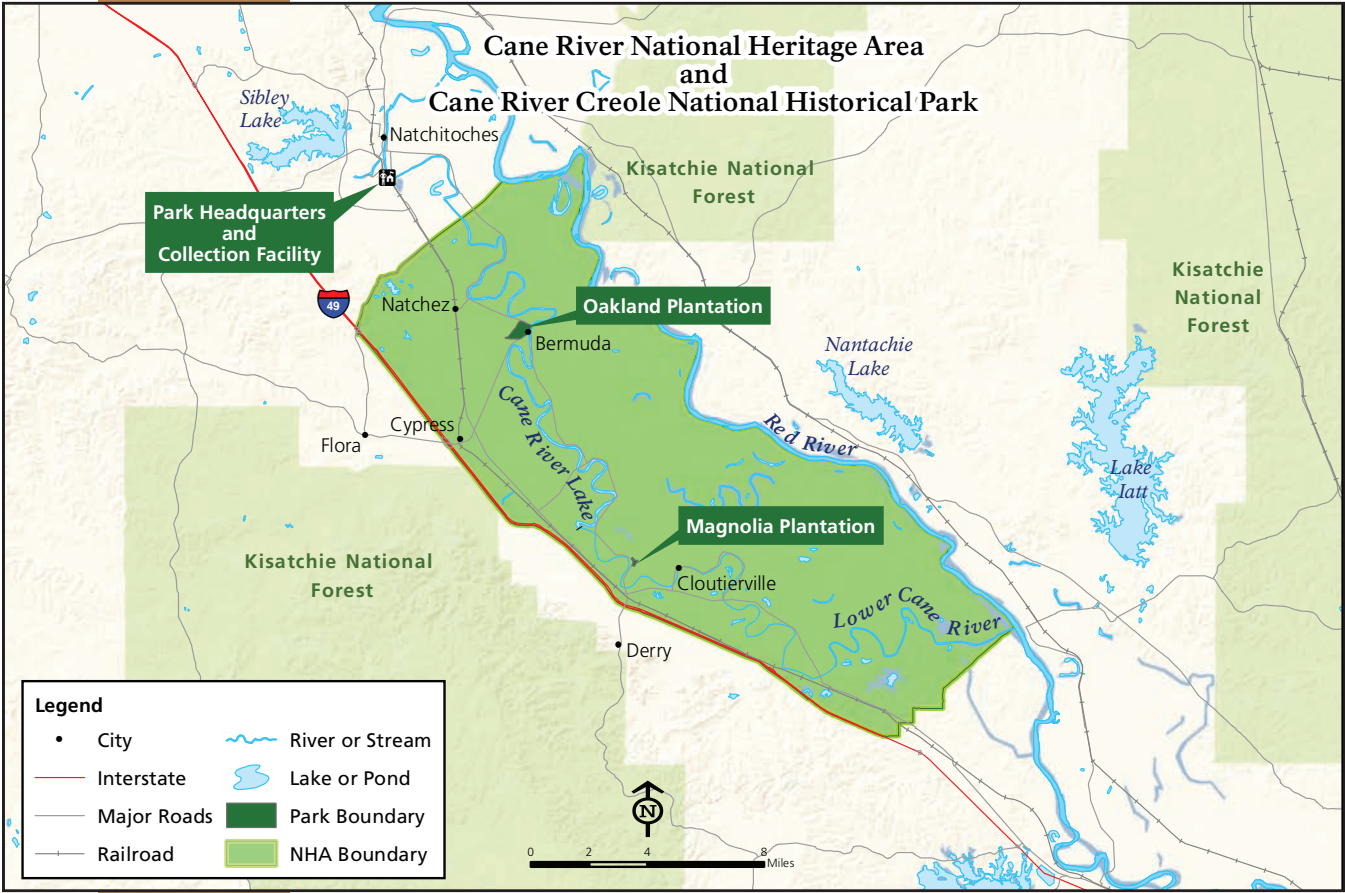 Cane River National Heritage Area
and
Cane River Creole National Historical Park
Sibley
Lake
Natchitoches
Kisatchie National
Forest
Park Headquarters
and
Collection Facility
Kisatchie
National
Forest
49
Natchez
Oakland Plantation
Bermuda
Nantachie
Lake
Cane River Lake
Red River
Cypress
Flora
Lake
Iatt
Magnolia Plantation
Kisatchie National
Forest
Cloutierville
Lower Cane River
Derry
Legend
City
River or Stream
Interstate
Lake or Pond
Major Roads
Park Boundary
Railroad
NHA Boundary
N
0 2 4 8
Miles